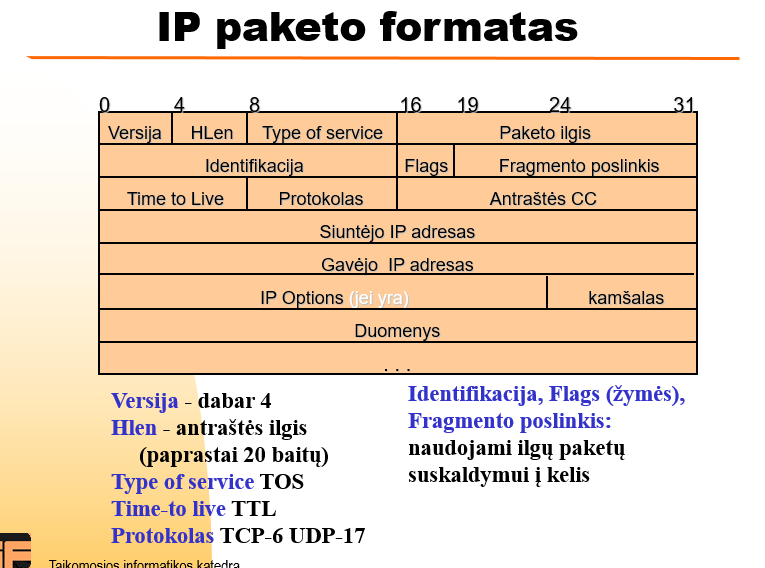 IP paketo formatas
0 4 8 16 19 24 31
Versija HLen Type of service Paketo ilgis
Identifikacija Flags Fragmento poslinkis
Time to Live Protokolas Antraštės CC
Siuntėjo IP adresas
Gavėjo IP adresas
IP Options (jei yra) kamšalas
Duomenys
. . .
Versija - dabar 4
Hlen - antraštės ilgis
(paprastai 20 baitų)
Type of service TOS
Time-to live TTL
Protokolas TCP-6 UDP-17
Identifikacija, Flags (žymės),
Fragmento poslinkis:
naudojami ilgų paketų
suskaldymui į kelis
Taikomosios informatikos katedra